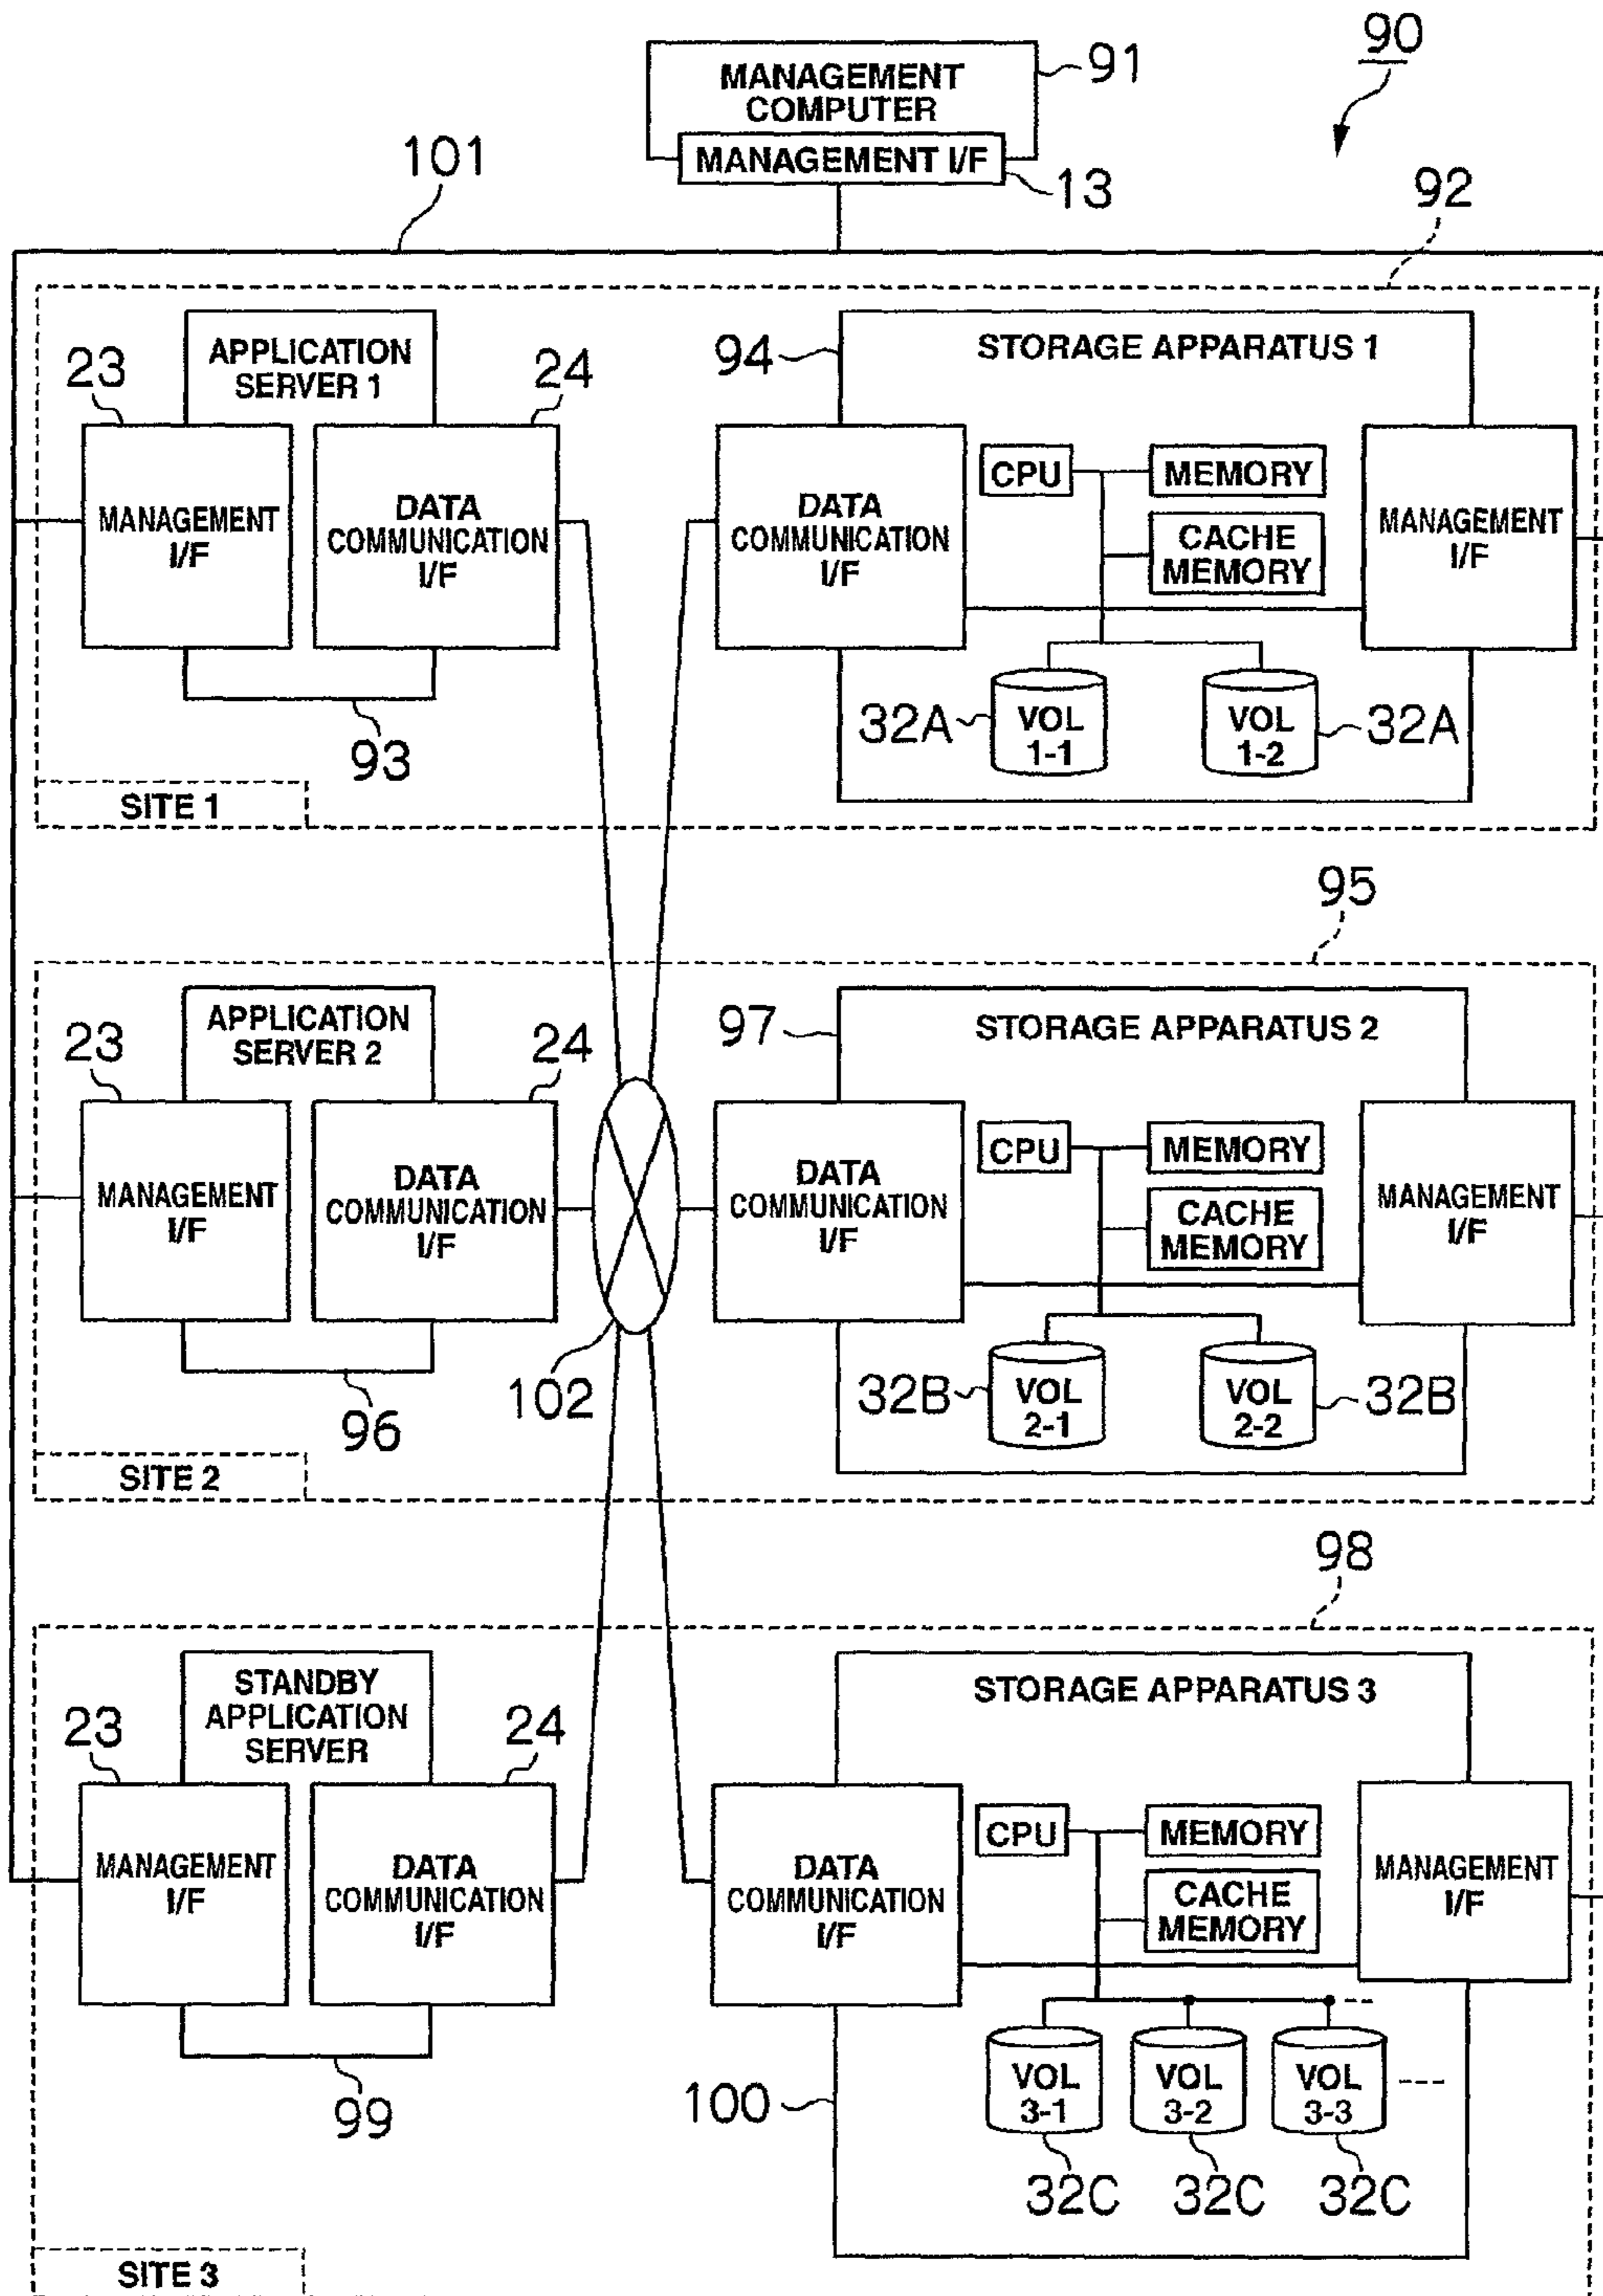 90
MANAGEMENT
COMPUTER
91
MANAGEMENT I/F
13
101
92
APPLICATION
SERVER 1
23
24
MANAGEMENT
I/F
DATA
COMMUNICATION
I/F
93
SITE 1
94
STORAGE APPARATUS 1
DATA
COMMUNICATION
I/F
CPU
MEMORY
CACHE
MEMORY
MANAGEMENT
I/F
32A
VOL
1-1
VOL
1-2
32A
95
APPLICATION
SERVER 2
23
24
MANAGEMENT
I/F
DATA
COMMUNICATION
I/F
96
SITE 2
102
97
STORAGE APPARATUS 2
DATA
COMMUNICATION
I/F
CPU
MEMORY
CACHE
MEMORY
MANAGEMENT
I/F
32B
VOL
2-1
VOL
2-2
32B
98
STANDBY
APPLICATION
SERVER
23
24
MANAGEMENT
I/F
DATA
COMMUNICATION
I/F
99
SITE 3
STORAGE APPARATUS 3
DATA
COMMUNICATION
I/F
CPU
MEMORY
CACHE
MEMORY
MANAGEMENT
I/F
100
VOL
3-1
VOL
3-2
VOL
3-3
32C
32C
32C